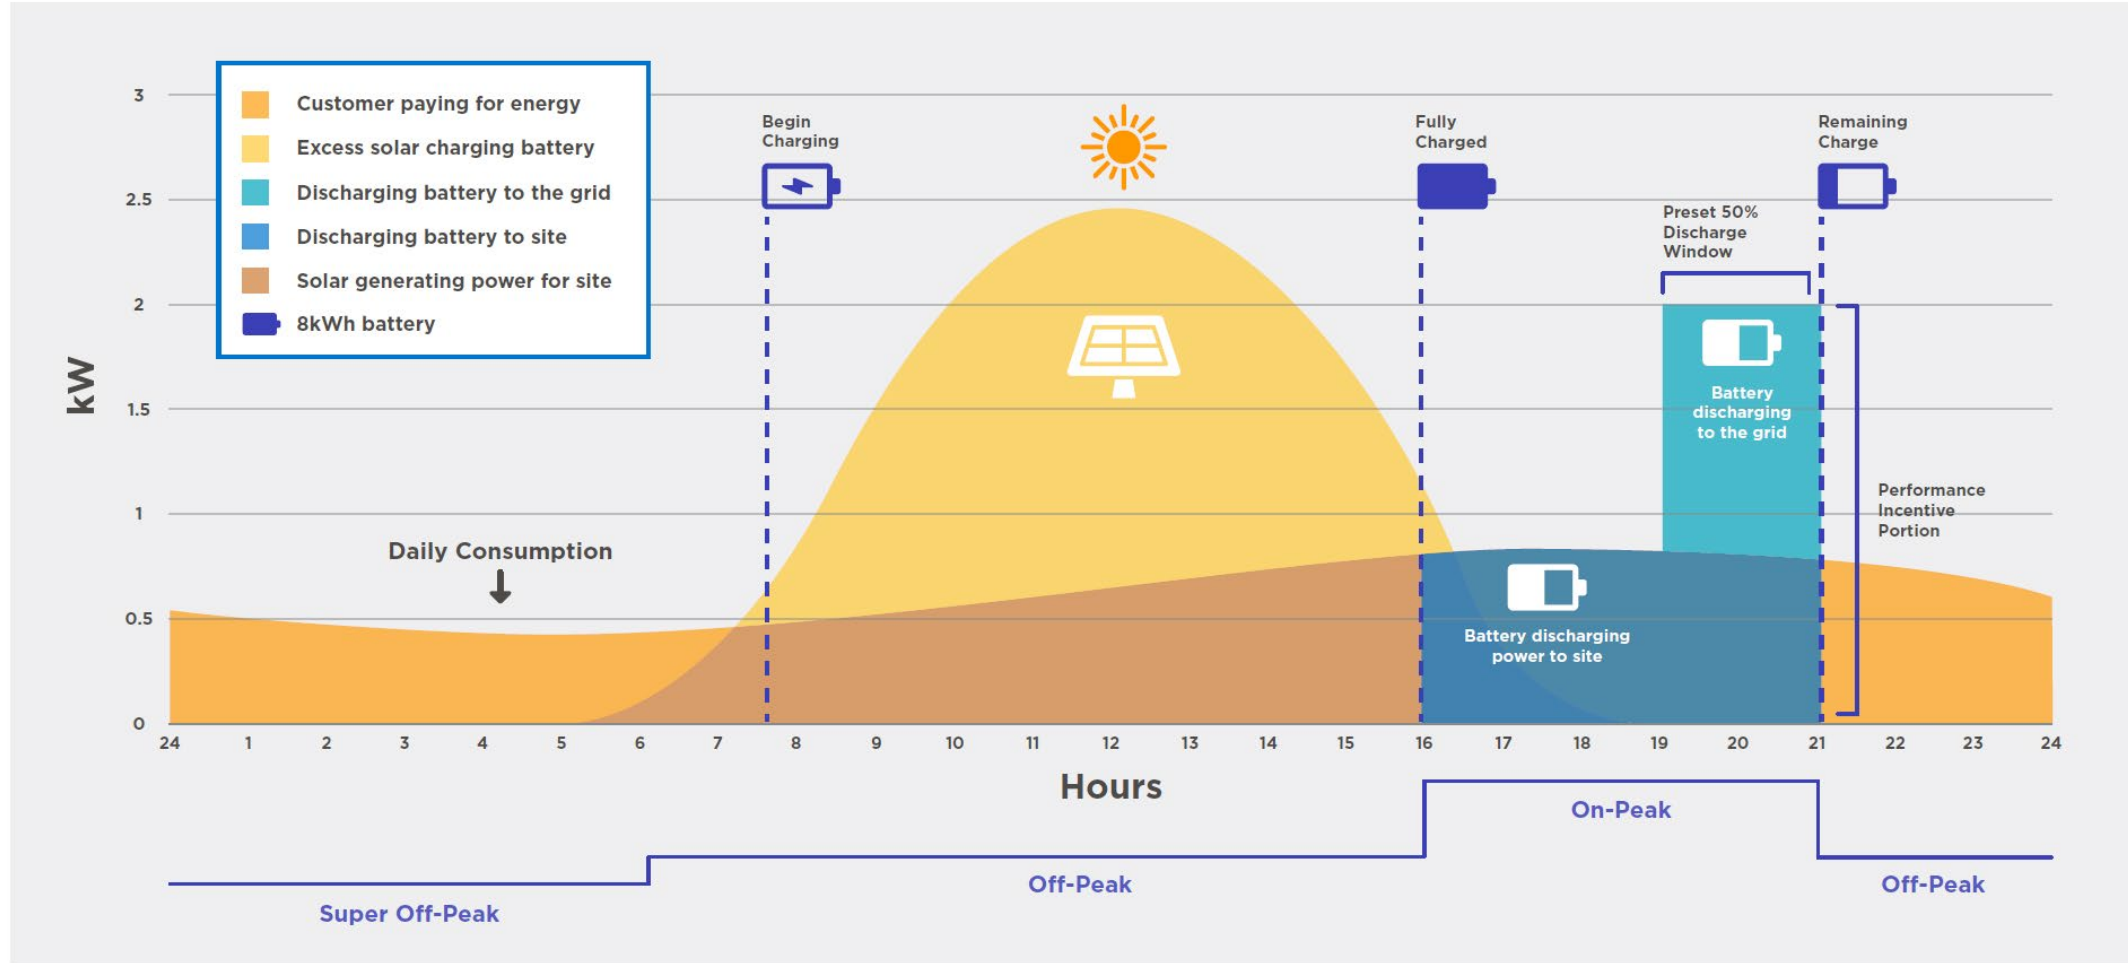 Customer paying for energy
Excess solar charging battery
Discharging battery to the grid
Discharging battery to site
Solar generating power for site
8kWh battery
Begin
Charging
Fully
Charged
Remaining
Charge
Preset 50%
Discharge
Window
kW
3
2.5
2
1.5
1
0.5
0
Battery
discharging
to the grid
Performance
Incentive
Portion
Daily Consumption
Battery discharging
power to site
24 1 2 3 4 5 6 7 8 9 10 11 12 13 14 15 16 17 18 19 20 21 22 23 24
Hours
On-Peak
Off-Peak
Off-Peak
Super Off-Peak